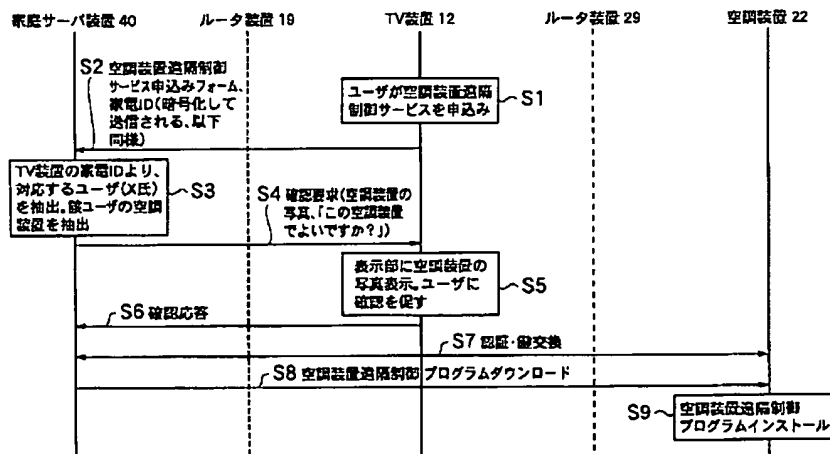 家庭サーバ装置 40
ルータ装置 19
TV装置 12
ルータ装置 29
空調装置 22
S2 空調装置遠隔制御
サービス申込みフォーム、
家電ID(暗号化して
送信される、以下
同様)
ユーザが空調装置遠隔
制御サービスを申込み
S1
TV装置の家電IDより、
対応するユーザ(X氏)
を抽出。該ユーザの空調
装置を抽出
S3
S4 確認要求(空調装置の
写真、「この空調装置
でよいですか?」)
表示部に空調装置の
写真表示。ユーザに
確認を促す
S5
S6 確認応答
S7 認証・鍵交換
S8 空調装置遠隔制御 プログラムダウンロード
S9
空調装置遠隔制御
プログラムインストール